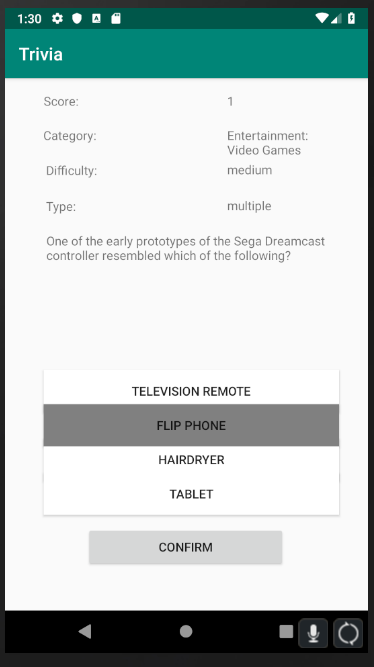 1:30
Trivia
Score: 1
Category: Entertainment:
Video Games
Difficulty: medium
Type: multiple
One of the early prototypes of the Sega Dreamcast
controller resembled which of the following?
TELEVISION REMOTE
FLIP PHONE
HAIRDRYER
TABLET
CONFIRM